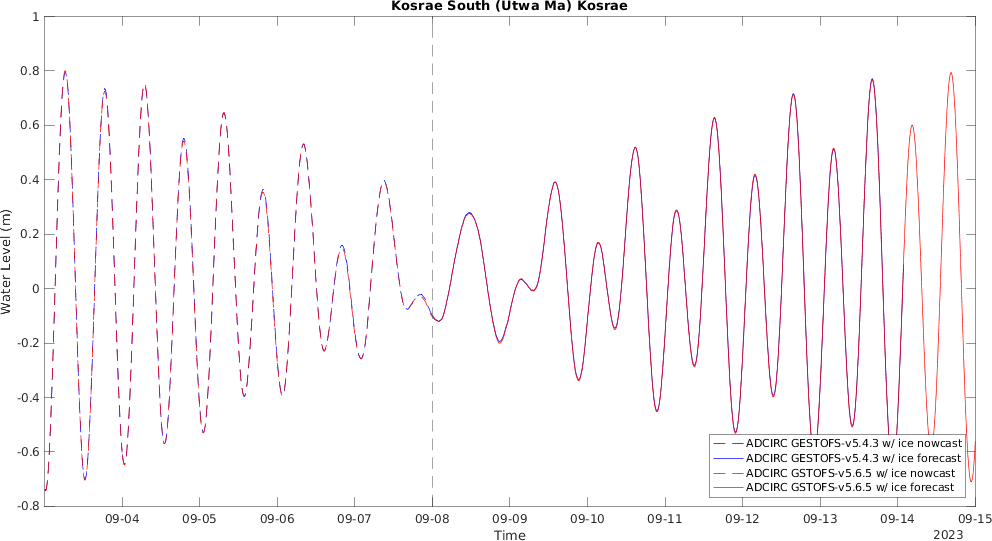 Kosrae South (Utwa Ma) Kosrae
1
0.8
0.6
0.4
0.2
0
-0.2
-0.4
-0.6
-0.8
Water Level (m)
ADCIRC GESTOFS-v5.4.3 w/ ice nowcast
ADCIRC GESTOFS-v5.4.3 w/ ice forecast
ADCIRC GSTOFS-v5.6.5 w/ ice nowcast
ADCIRC GSTOFS-v5.6.5 w/ ice forecast
09-04 09-05 09-06 09-07 09-08 09-09 09-10 09-11 09-12 09-13 09-14 09-15
Time
2023